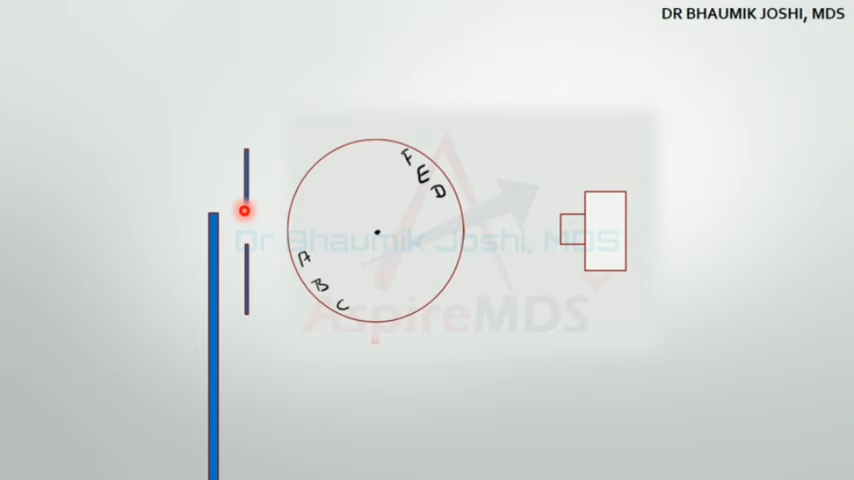 DR BHAUMIK JOSHI, MDS
F
E
D
Dr Bhaumik Joshi, MDS
A
B
C
AspireMDS